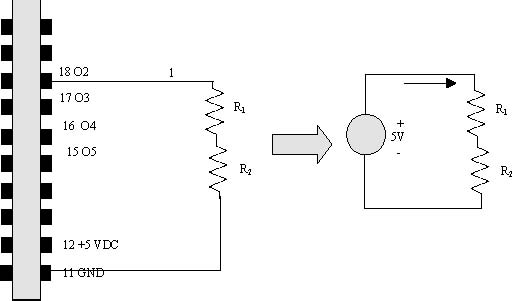 18 O2
1
17 O3
R1
16 O4
15 O5
R2
12 +5 VDC
11 GND
+
5V
-
R1
R2